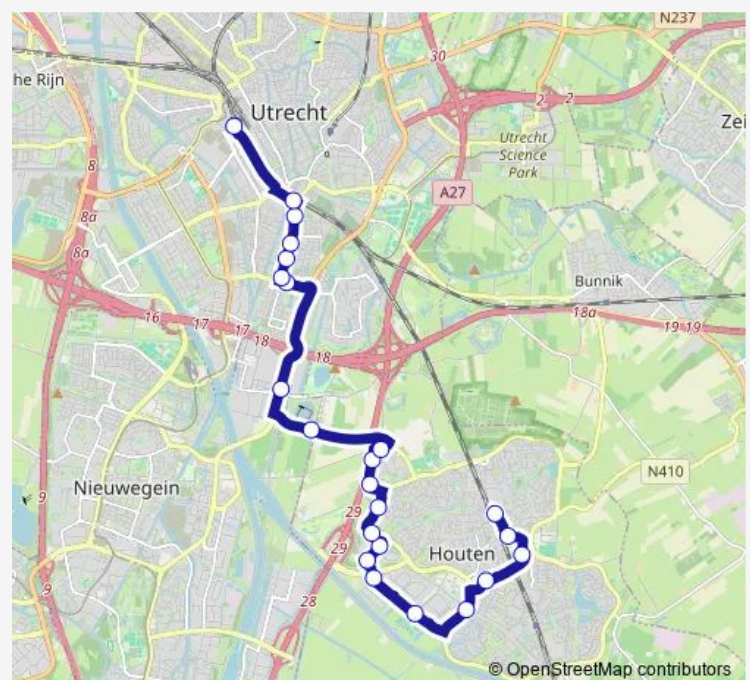 N237
he Rijn
30
2
2
Utrecht
Zei
Utrecht
Science
Park
8
A27
8a
8a
Bunnik
16
17
17
18
18
18a
19 19
N410
Nieuwegein
9
29
29
Houten
9
28
© OpenStreetMap contributors